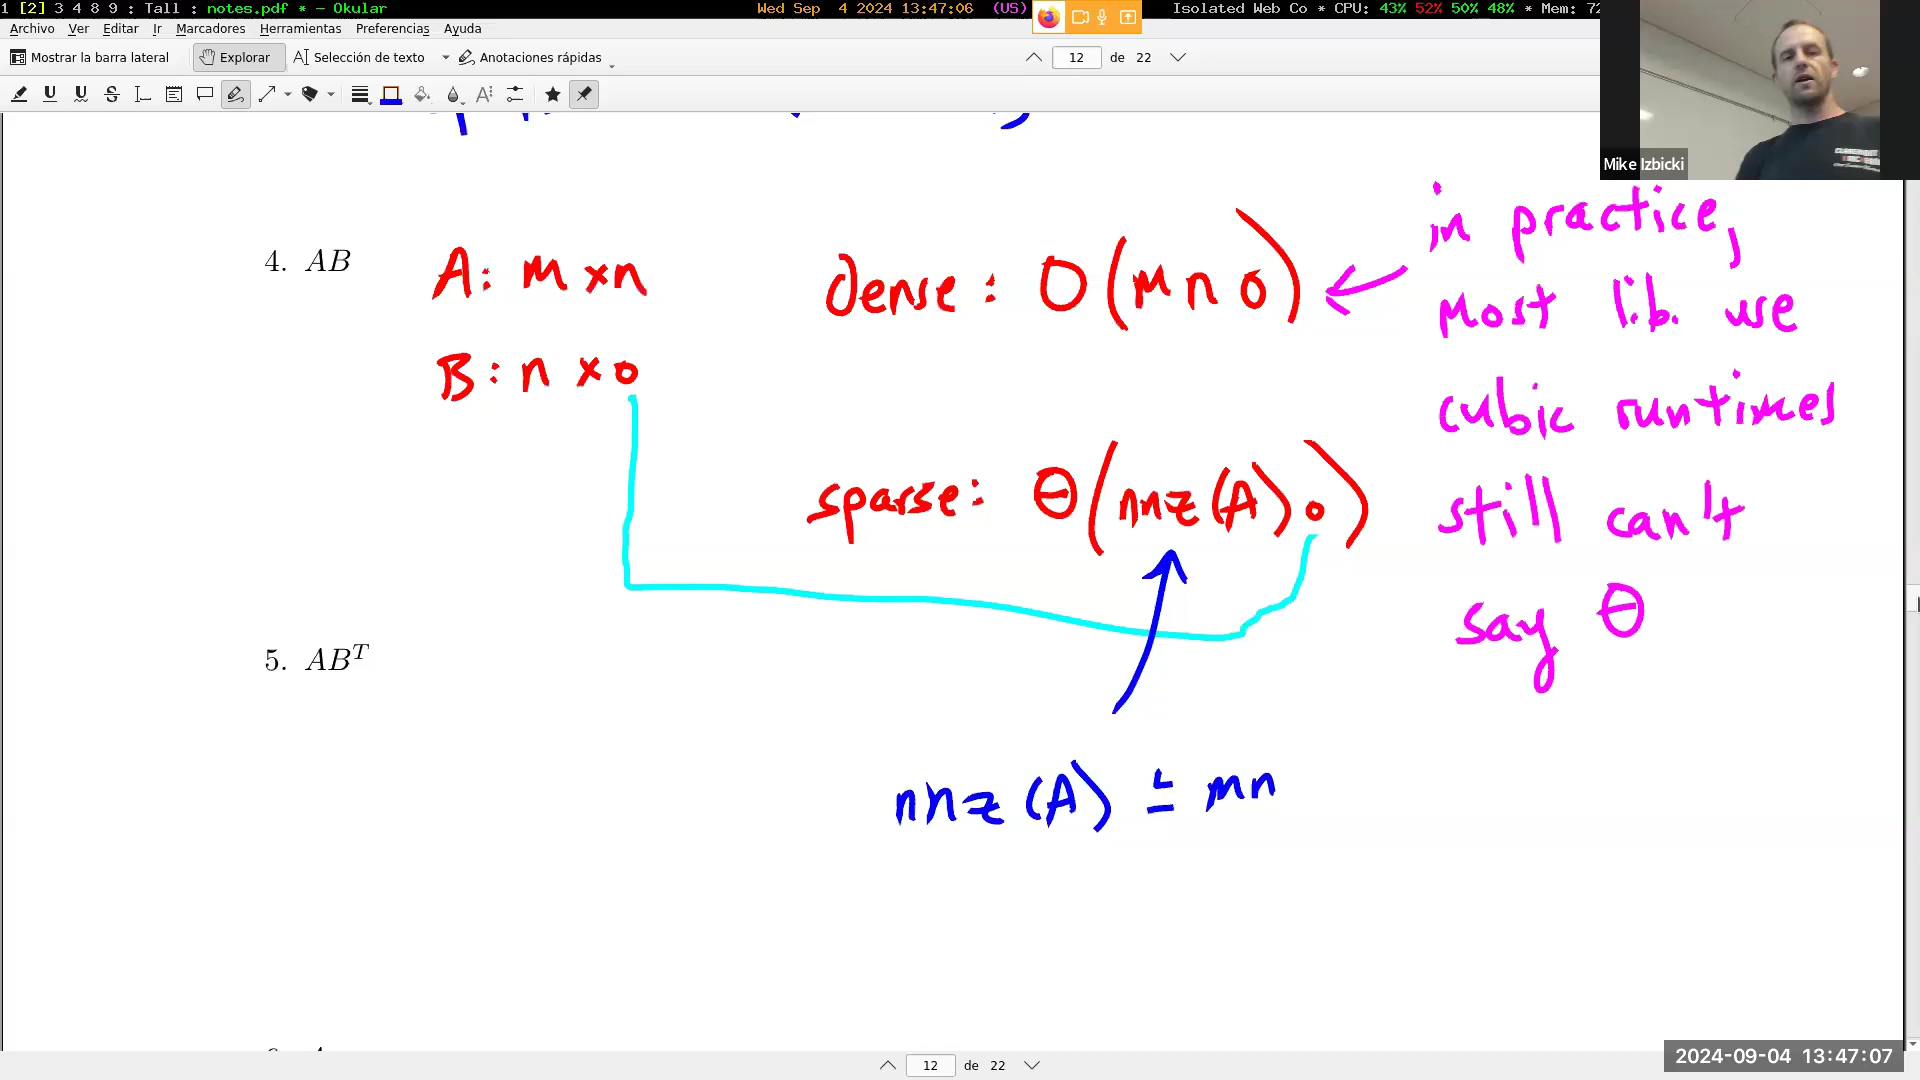 1 [2] 3 4 8 9 : Tall : notes.pdf * - Okular
Wed Sep 4 2024 13:47:06 (US)
Isolated Web Co * CPU: 43% 52% 50% 48% * Mem: 72
Archivo Ver Editar Ir Marcadores Herramientas Preferencias Ayuda
Mostrar la barra lateral Explorar Selección de texto Anotaciones rápidas
12 de 22
Mike Izbicki
4. AB
A: m × n
B: n × o
dense: O(m n o)
in practice,
most lib. use
cubic runtimes
still can't
say Θ
sparse: Θ(nnz(A) o)
5. AB^T
nnz(A) ≤ mn
12 de 22
2024-09-04 13:47:07